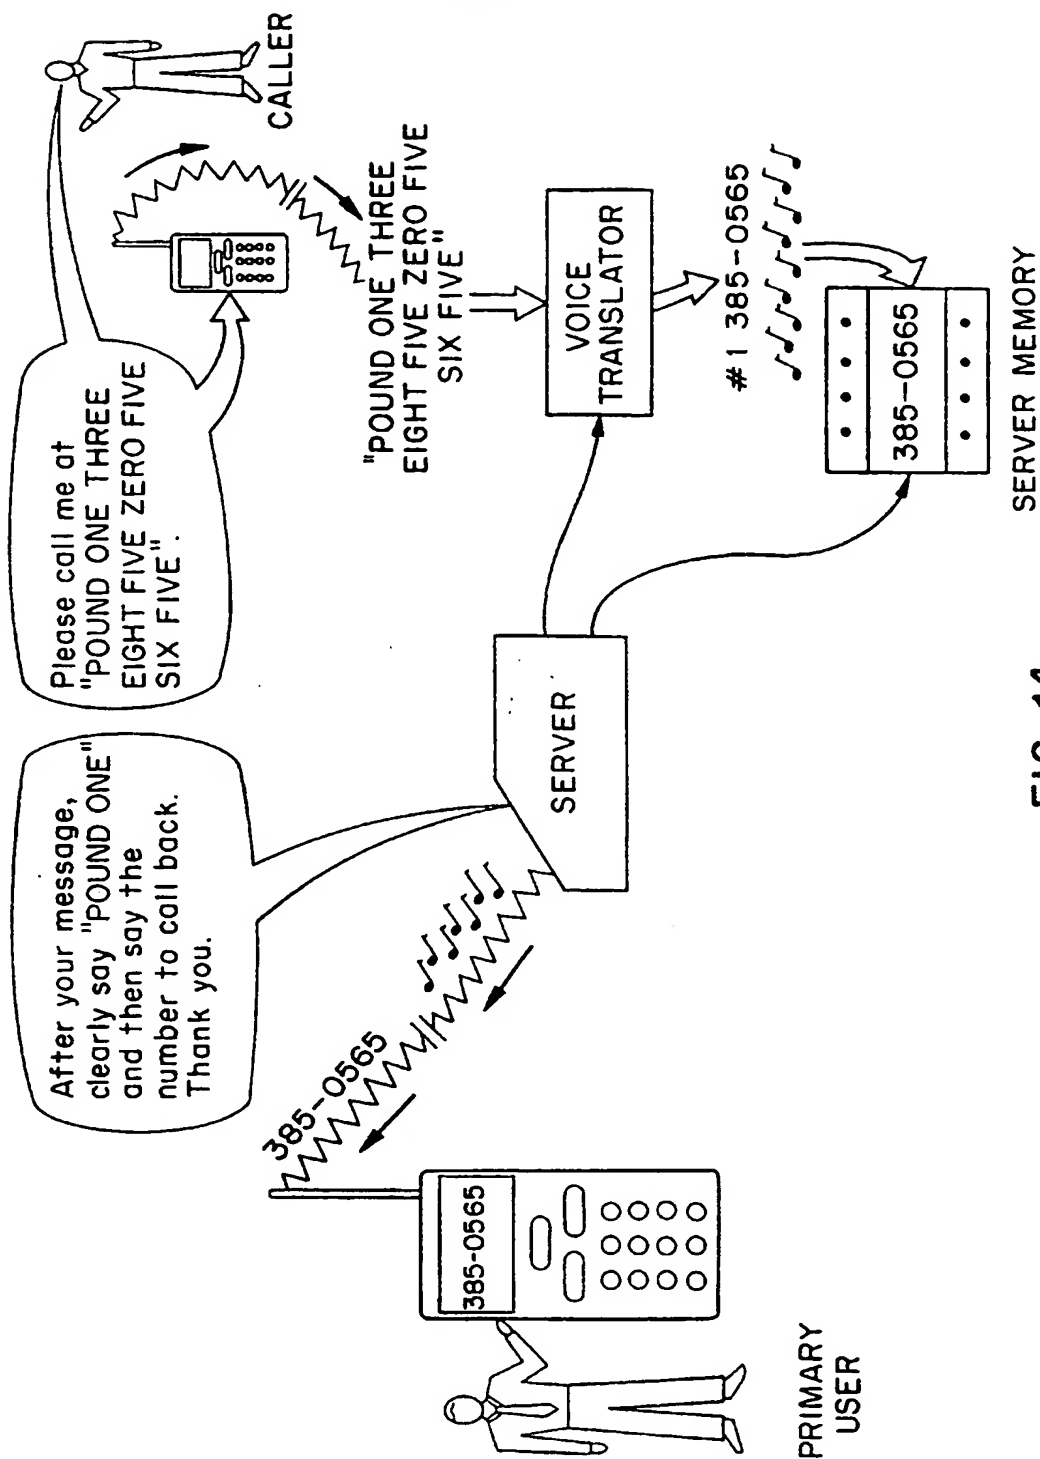 After your message,
clearly say "POUND ONE"
and then say the
number to call back.
Thank you.
Please call me at
"POUND ONE THREE
EIGHT FIVE ZERO FIVE
SIX FIVE".
CALLER
"POUND ONE THREE
EIGHT FIVE ZERO FIVE
SIX FIVE"
VOICE
TRANSLATOR
#1 385-0565
385-0565
SERVER MEMORY
SERVER
385-0565
385-0565
PRIMARY
USER